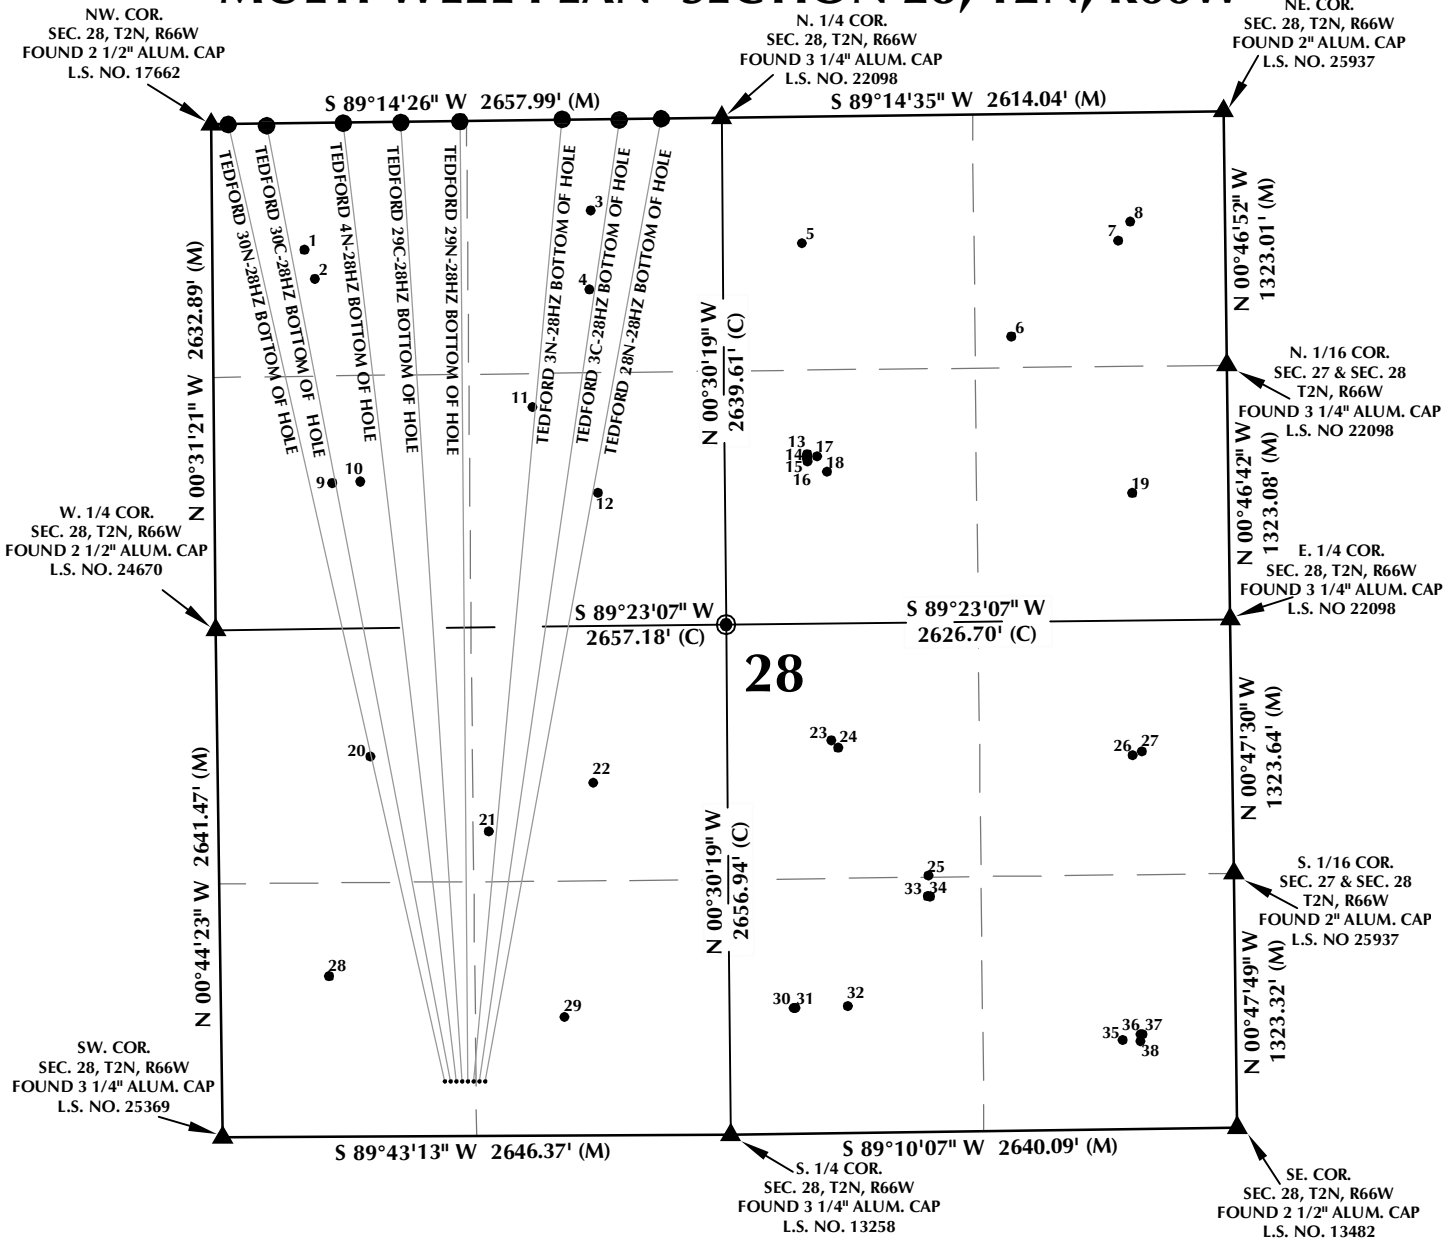 MULTI-WELL PLAN SECTION 28, T2N, R66W
NW. COR.
SEC. 28, T2N, R66W
FOUND 2 1/2" ALUM. CAP
L.S. NO. 17662
N. 1/4 COR.
SEC. 28, T2N, R66W
FOUND 3 1/4" ALUM. CAP
L.S. NO. 22098
NE. COR.
SEC. 28, T2N, R66W
FOUND 2" ALUM. CAP
L.S. NO. 25937
S 89°14'26" W 2657.99' (M)
S 89°14'35" W 2614.04' (M)
TEDFORD 30N-28HZ BOTTOM OF HOLE
TEDFORD 30C-28HZ BOTTOM OF HOLE
TEDFORD 4N-28HZ BOTTOM OF HOLE
TEDFORD 29C-28HZ BOTTOM OF HOLE
TEDFORD 29N-28HZ BOTTOM OF HOLE
TEDFORD 3N-28HZ BOTTOM OF HOLE
TEDFORD 3C-28HZ BOTTOM OF HOLE
TEDFORD 28N-28HZ BOTTOM OF HOLE
1
2
3
4
5
6
7
8
N 00°31'21" W 2632.89' (M)
N 00°30'19" W
2639.61' (C)
N 00°46'52" W
1323.01' (M)
N. 1/16 COR.
SEC. 27 & SEC. 28
T2N, R66W
FOUND 3 1/4" ALUM. CAP
L.S. NO 22098
9
10
11
12
13
14
15
16
17
18
19
N 00°46'42" W
1323.08' (M)
W. 1/4 COR.
SEC. 28, T2N, R66W
FOUND 2 1/2" ALUM. CAP
L.S. NO. 24670
E. 1/4 COR.
SEC. 28, T2N, R66W
FOUND 3 1/4" ALUM. CAP
L.S. NO 22098
S 89°23'07" W
2657.18' (C)
S 89°23'07" W
2626.70' (C)
28
20
21
22
23
24
25
26
27
N 00°44'23" W 2641.47' (M)
N 00°30'19" W
2656.94' (C)
N 00°47'30" W
1323.64' (M)
S. 1/16 COR.
SEC. 27 & SEC. 28
T2N, R66W
FOUND 2" ALUM. CAP
L.S. NO 25937
28
29
30
31
32
33
34
35
36
37
38
N 00°47'49" W
1323.32' (M)
SW. COR.
SEC. 28, T2N, R66W
FOUND 3 1/4" ALUM. CAP
L.S. NO. 25369
S 89°43'13" W 2646.37' (M)
S 89°10'07" W 2640.09' (M)
S. 1/4 COR.
SEC. 28, T2N, R66W
FOUND 3 1/4" ALUM. CAP
L.S. NO. 13258
SE. COR.
SEC. 28, T2N, R66W
FOUND 2 1/2" ALUM. CAP
L.S. NO. 13482